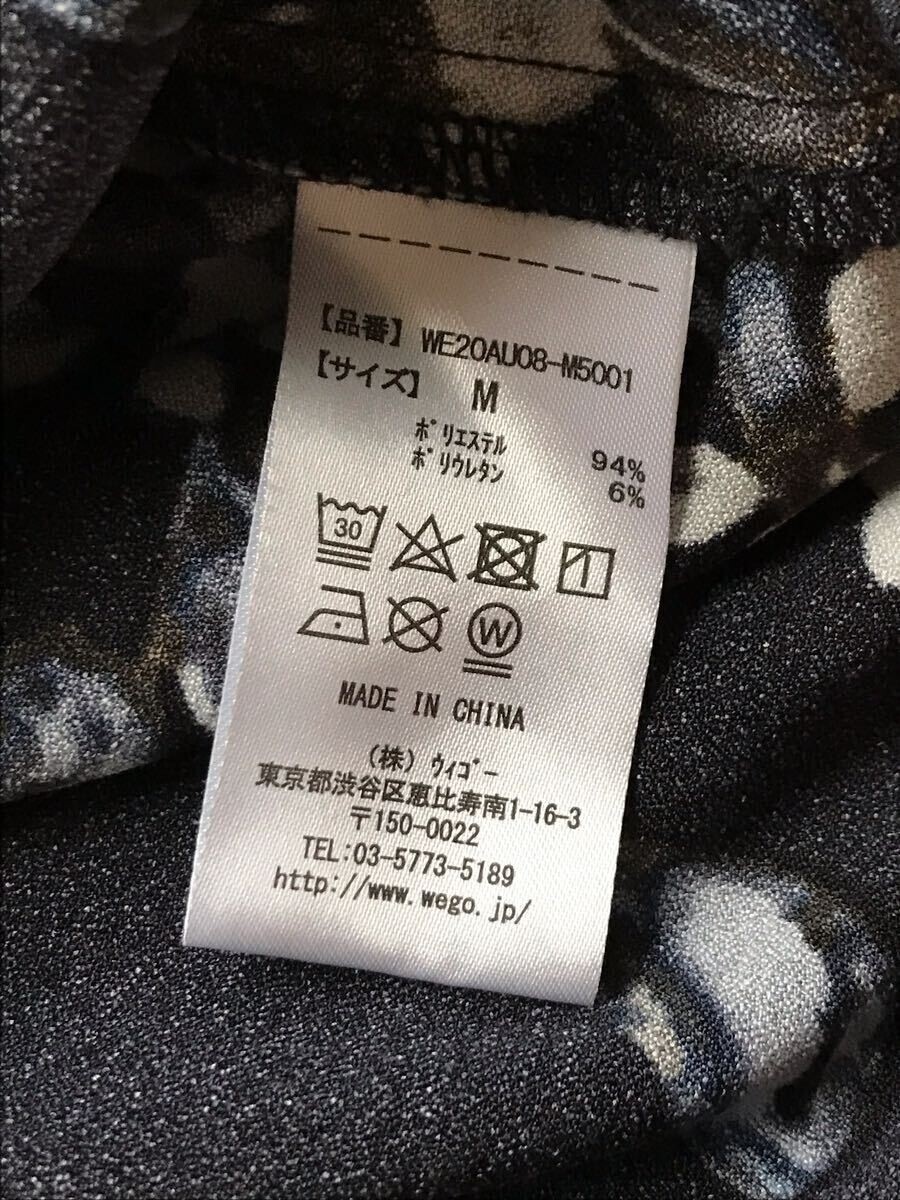 【品番】 WE20AU08-M5001
【サイズ】 M
ポリエステル 94%
ポリウレタン 6%
30
W
MADE IN CHINA
(株) ウィゴー
東京都渋谷区恵比寿南1-16-3
〒150-0022
TEL:03-5773-5189
http://www.wego.jp/